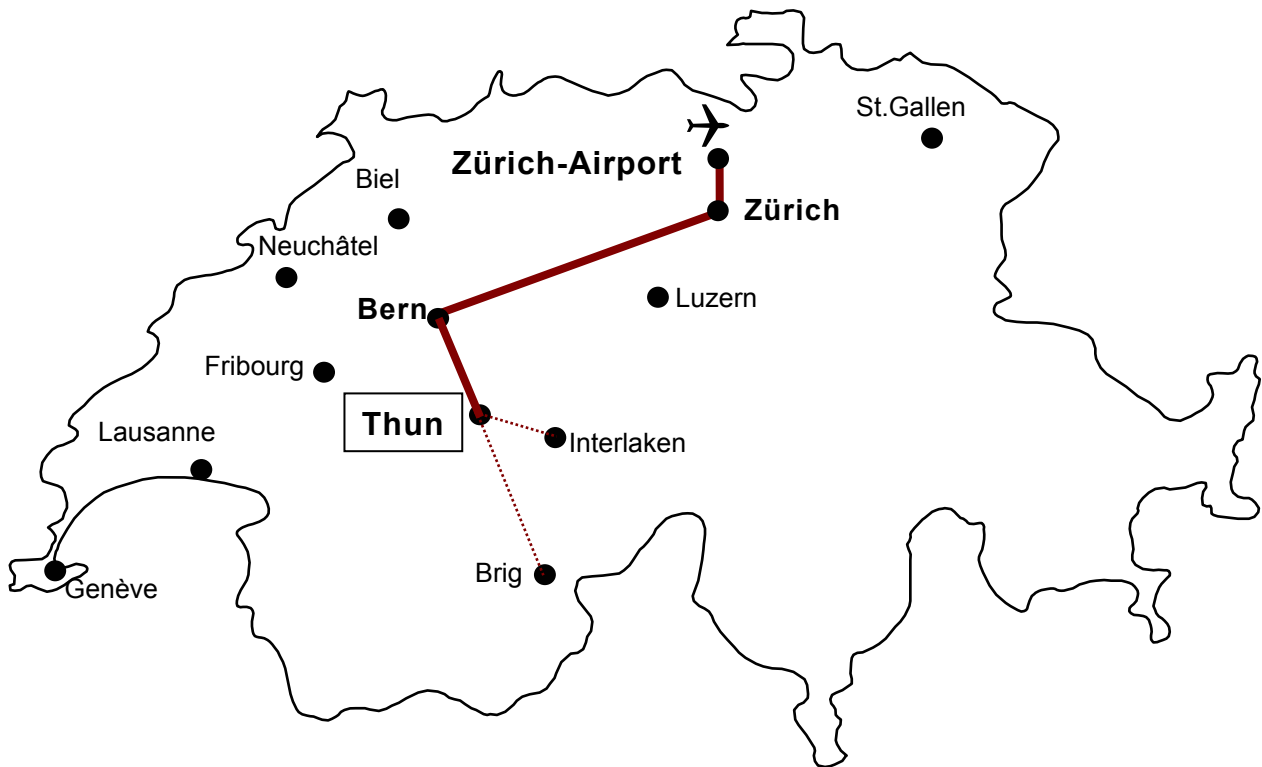 St.Gallen
Zürich-Airport
Biel
Zürich
Neuchâtel
Luzern
Bern
Fribourg
Thun
Lausanne
Interlaken
Brig
Genève